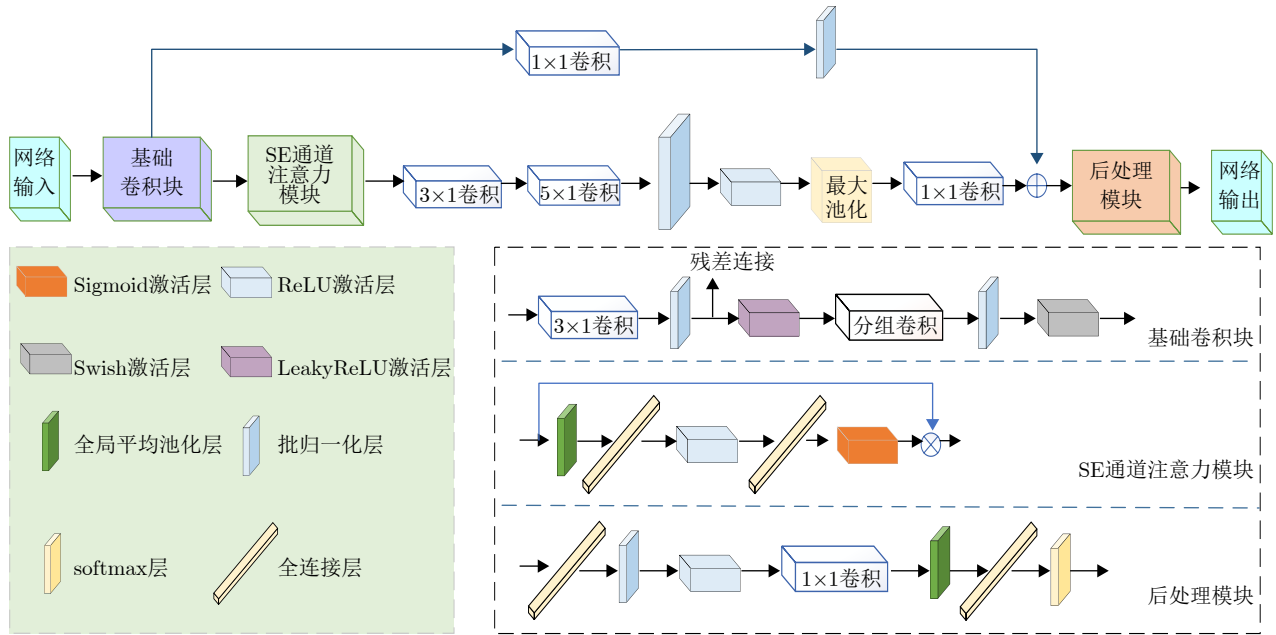 1×1卷积
网络
输入
基础
卷积块
SE通道
注意力
模块
3×1卷积
5×1卷积
最大
池化
1×1卷积
后处理
模块
网络
输出
Sigmoid激活层
ReLU激活层
Swish激活层
LeakyReLU激活层
全局平均池化层
批归一化层
softmax层
全连接层
残差连接
3×1卷积
分组卷积
基础卷积块
SE通道注意力模块
1×1卷积
后处理模块